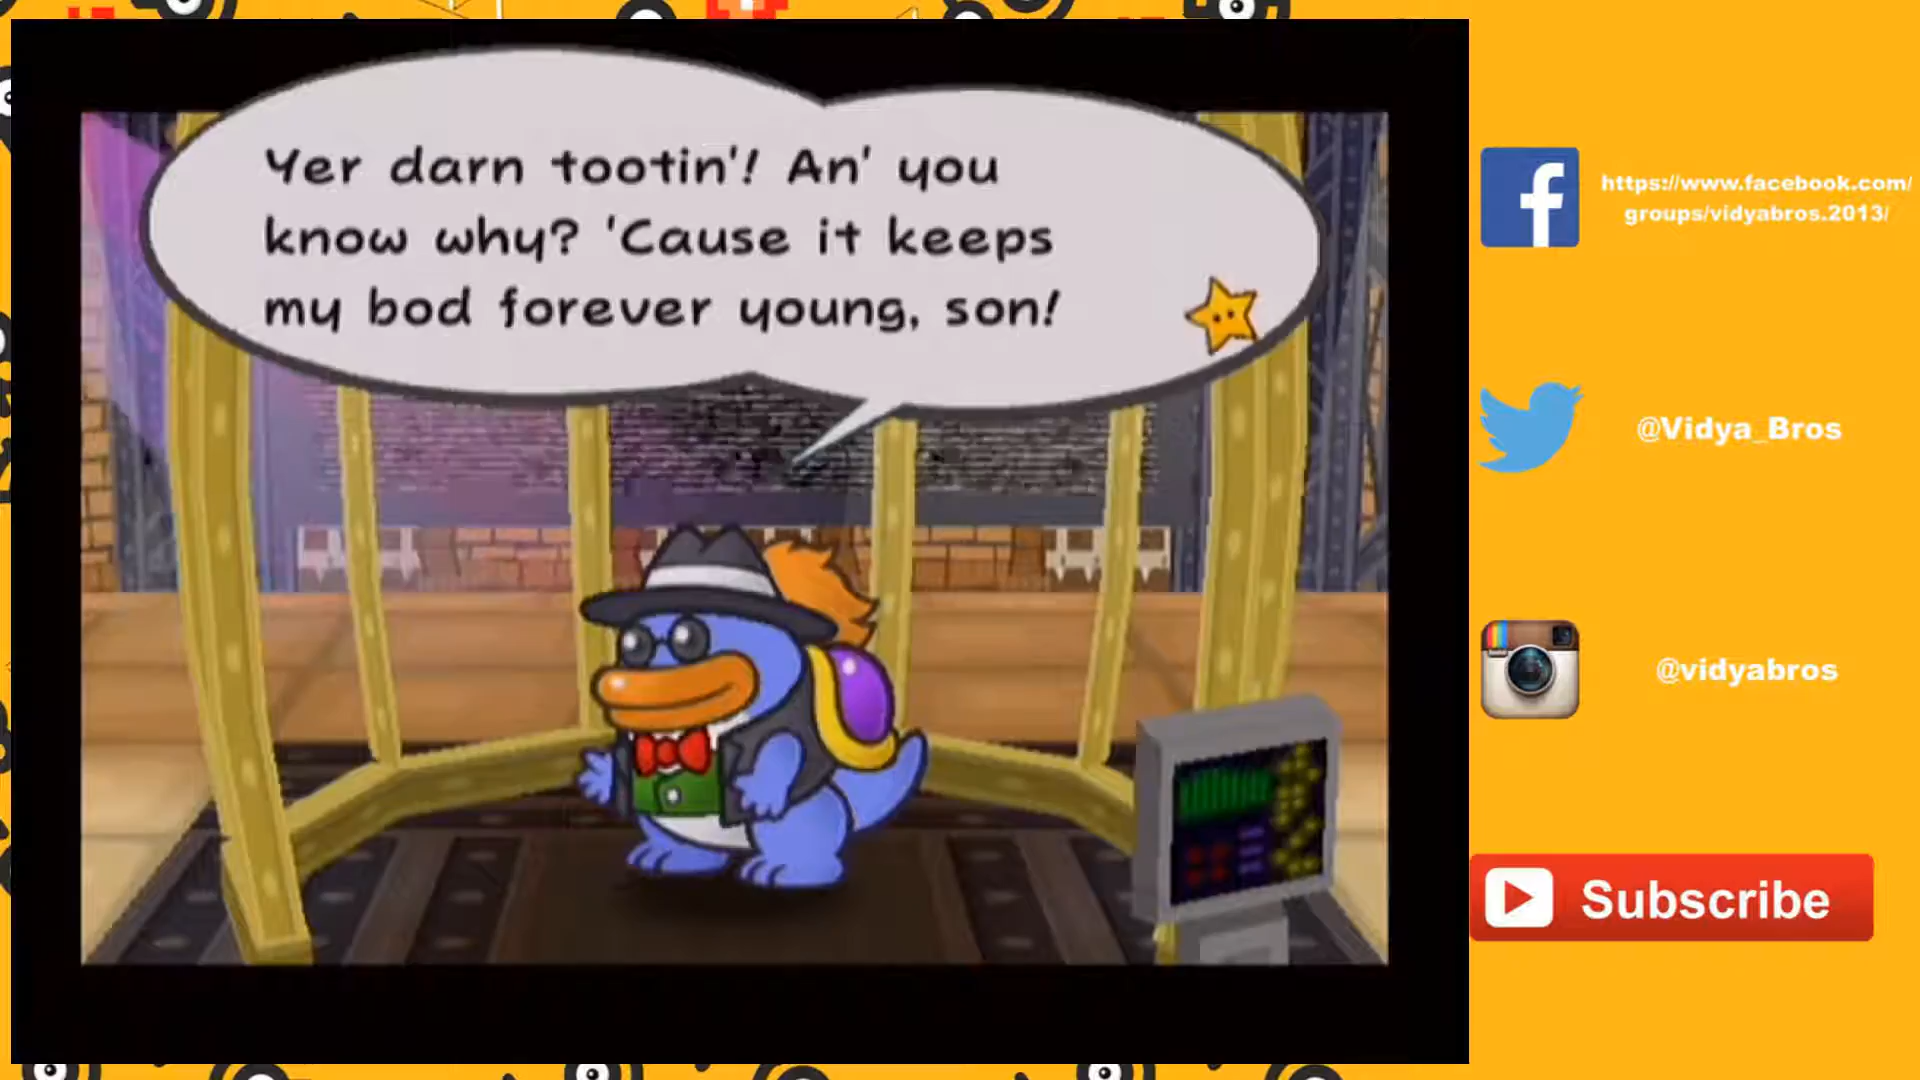 Yer darn tootin'! An' you
know why? 'Cause it keeps
my bod forever young, son!
https://www.facebook.com/
groups/vidyabros.2013/
@Vidya_Bros
@vidyabros
Subscribe